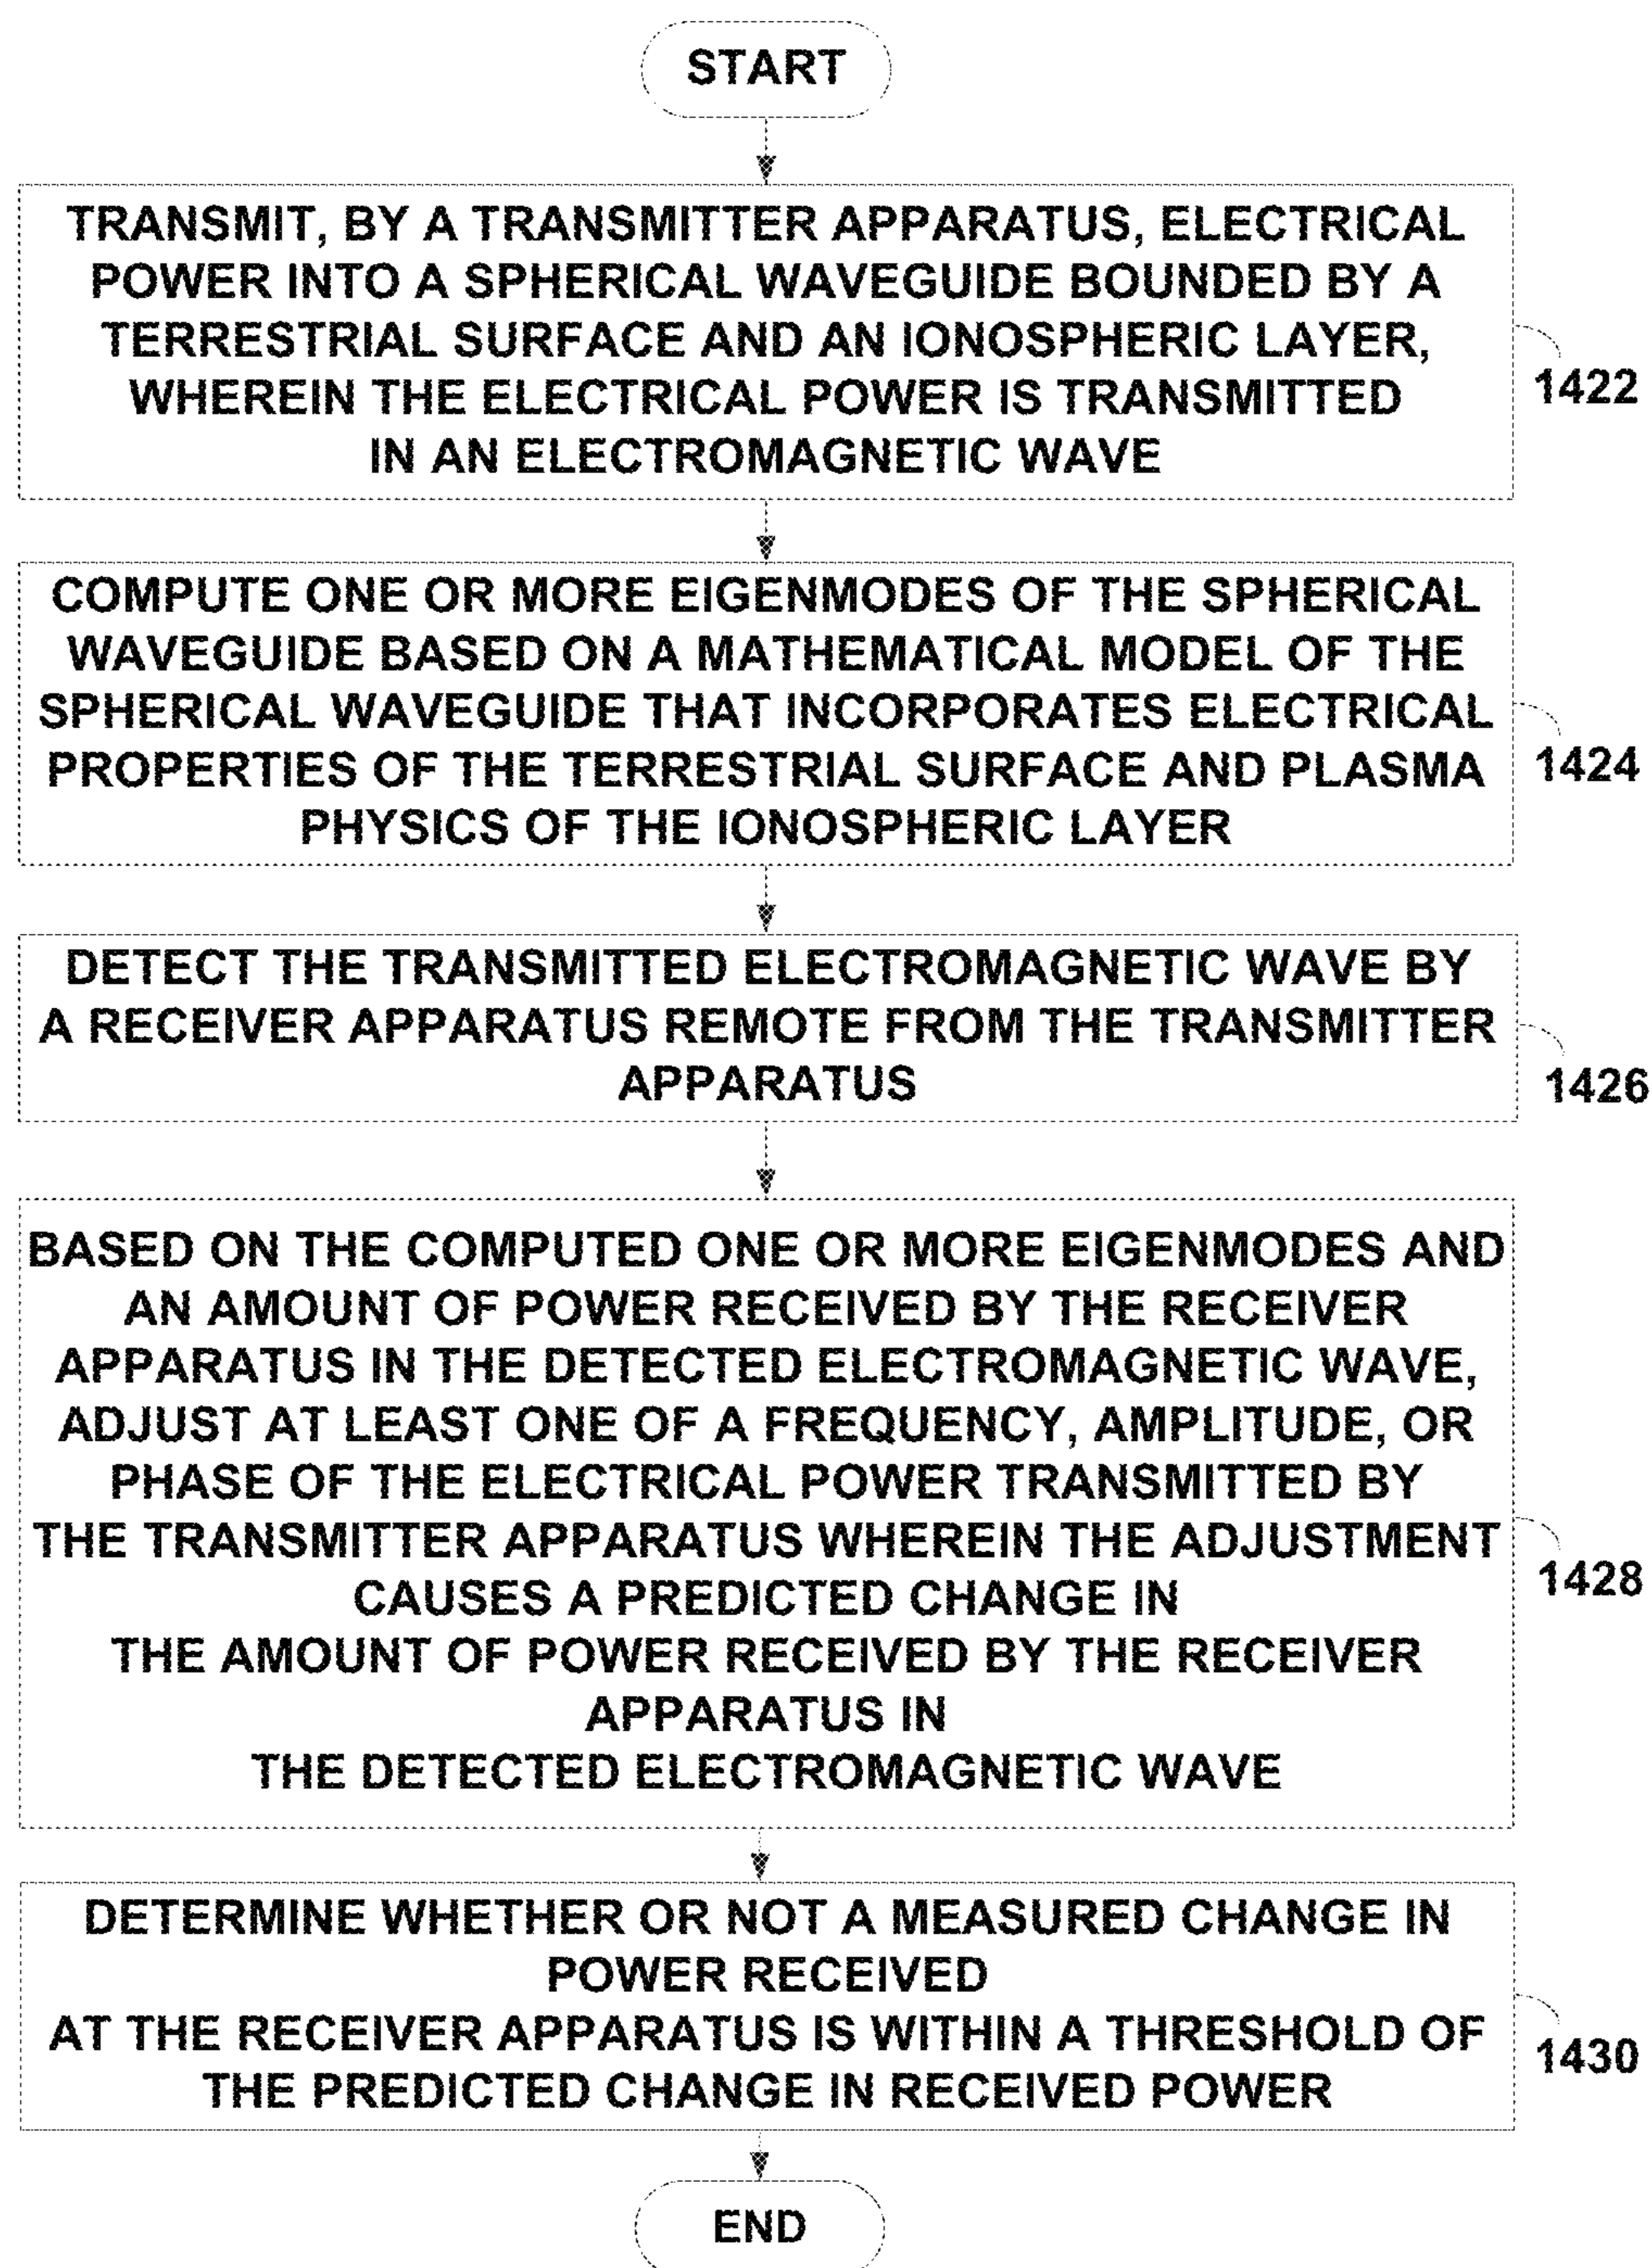 START
TRANSMIT, BY A TRANSMITTER APPARATUS, ELECTRICAL
POWER INTO A SPHERICAL WAVEGUIDE BOUNDED BY A
TERRESTRIAL SURFACE AND AN IONOSPHERIC LAYER,
WHEREIN THE ELECTRICAL POWER IS TRANSMITTED
IN AN ELECTROMAGNETIC WAVE
1422
COMPUTE ONE OR MORE EIGENMODES OF THE SPHERICAL
WAVEGUIDE BASED ON A MATHEMATICAL MODEL OF THE
SPHERICAL WAVEGUIDE THAT INCORPORATES ELECTRICAL
PROPERTIES OF THE TERRESTRIAL SURFACE AND PLASMA
PHYSICS OF THE IONOSPHERIC LAYER
1424
DETECT THE TRANSMITTED ELECTROMAGNETIC WAVE BY
A RECEIVER APPARATUS REMOTE FROM THE TRANSMITTER
APPARATUS
1426
BASED ON THE COMPUTED ONE OR MORE EIGENMODES AND
AN AMOUNT OF POWER RECEIVED BY THE RECEIVER
APPARATUS IN THE DETECTED ELECTROMAGNETIC WAVE,
ADJUST AT LEAST ONE OF A FREQUENCY, AMPLITUDE, OR
PHASE OF THE ELECTRICAL POWER TRANSMITTED BY
THE TRANSMITTER APPARATUS WHEREIN THE ADJUSTMENT
CAUSES A PREDICTED CHANGE IN
THE AMOUNT OF POWER RECEIVED BY THE RECEIVER
APPARATUS IN
THE DETECTED ELECTROMAGNETIC WAVE
1428
DETERMINE WHETHER OR NOT A MEASURED CHANGE IN
POWER RECEIVED
AT THE RECEIVER APPARATUS IS WITHIN A THRESHOLD OF
THE PREDICTED CHANGE IN RECEIVED POWER
1430
END